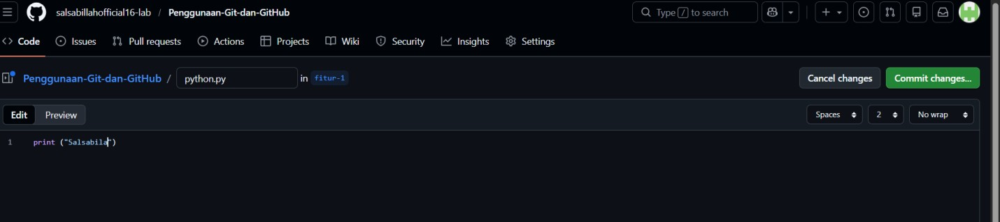 salsabillahofficial16-lab / Penggunaan-Git-dan-GitHub Type / to search
Code Issues Pull requests Actions Projects Wiki Security Insights Settings
Penggunaan-Git-dan-GitHub / python.py in fitur-1 Cancel changes Commit changes...
Edit Preview Spaces 2 No wrap
1 print ("Salsabila")